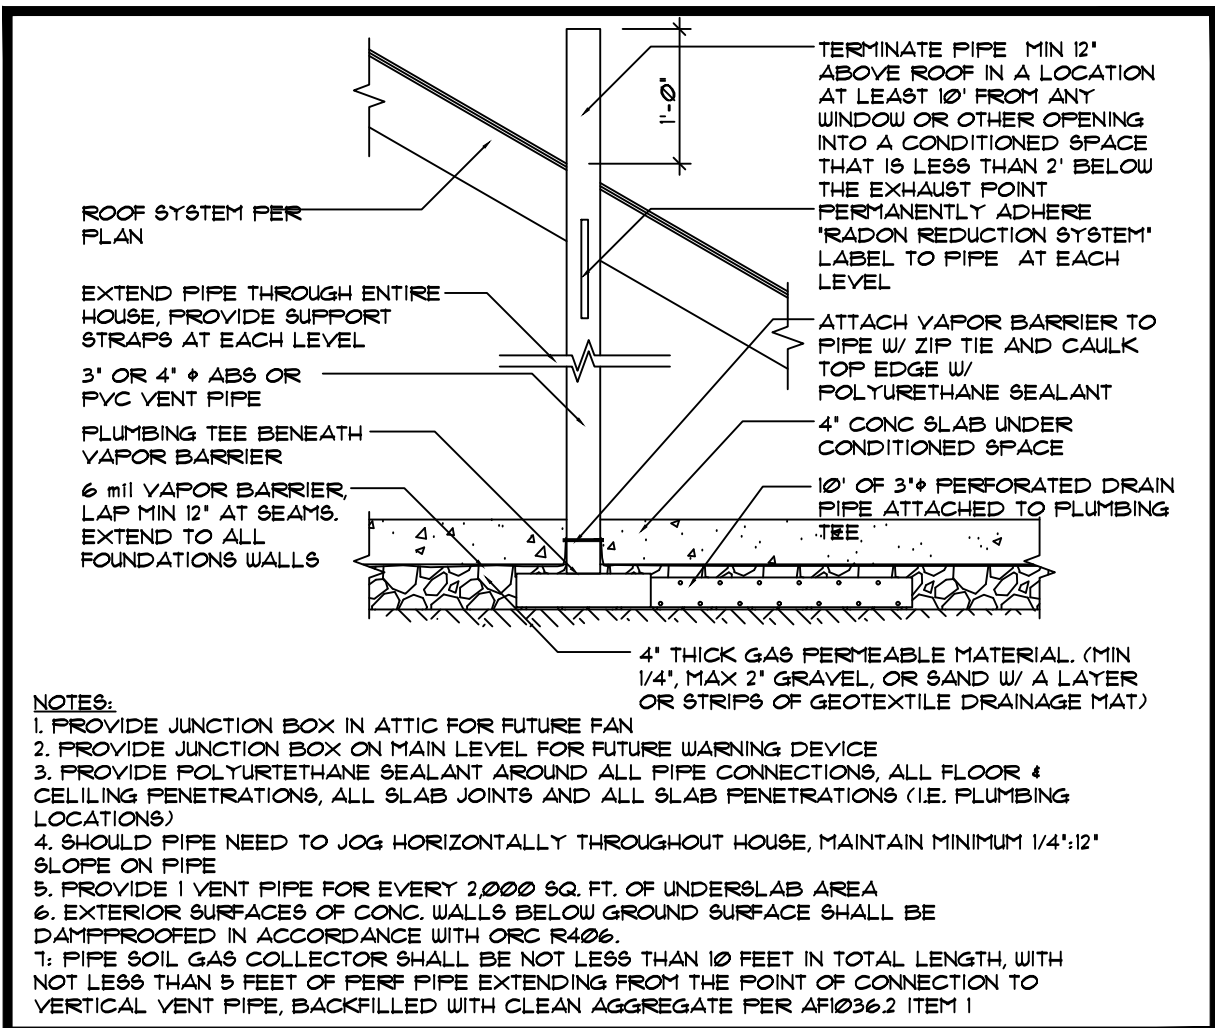 TERMINATE PIPE MIN 12"
ABOVE ROOF IN A LOCATION
AT LEAST 10' FROM ANY
WINDOW OR OTHER OPENING
INTO A CONDITIONED SPACE
THAT IS LESS THAN 2' BELOW
THE EXHAUST POINT
1'-0"
PERMANENTLY ADHERE
"RADON REDUCTION SYSTEM"
LABEL TO PIPE AT EACH
LEVEL
ROOF SYSTEM PER
PLAN
EXTEND PIPE THROUGH ENTIRE
HOUSE, PROVIDE SUPPORT
STRAPS AT EACH LEVEL
3" OR 4" ϕ ABS OR
PVC VENT PIPE
PLUMBING TEE BENEATH
VAPOR BARRIER
6 mil VAPOR BARRIER,
LAP MIN 12" AT SEAMS.
EXTEND TO ALL
FOUNDATIONS WALLS
ATTACH VAPOR BARRIER TO
PIPE W/ ZIP TIE AND CAULK
TOP EDGE W/
POLYURETHANE SEALANT
4" CONC SLAB UNDER
CONDITIONED SPACE
10' OF 3"ϕ PERFORATED DRAIN
PIPE ATTACHED TO PLUMBING
TEE
4" THICK GAS PERMEABLE MATERIAL. (MIN
1/4", MAX 2" GRAVEL, OR SAND W/ A LAYER
OR STRIPS OF GEOTEXTILE DRAINAGE MAT)
NOTES:
1. PROVIDE JUNCTION BOX IN ATTIC FOR FUTURE FAN
2. PROVIDE JUNCTION BOX ON MAIN LEVEL FOR FUTURE WARNING DEVICE
3. PROVIDE POLYURTETHANE SEALANT AROUND ALL PIPE CONNECTIONS, ALL FLOOR &
CELILING PENETRATIONS, ALL SLAB JOINTS AND ALL SLAB PENETRATIONS (I.E. PLUMBING
LOCATIONS)
4. SHOULD PIPE NEED TO JOG HORIZONTALLY THROUGHOUT HOUSE, MAINTAIN MINIMUM 1/4":12"
SLOPE ON PIPE
5. PROVIDE 1 VENT PIPE FOR EVERY 2,000 SQ. FT. OF UNDERSLAB AREA
6. EXTERIOR SURFACES OF CONC. WALLS BELOW GROUND SURFACE SHALL BE
DAMPPROOFED IN ACCORDANCE WITH ORC R406.
7: PIPE SOIL GAS COLLECTOR SHALL BE NOT LESS THAN 10 FEET IN TOTAL LENGTH, WITH
NOT LESS THAN 5 FEET OF PERF PIPE EXTENDING FROM THE POINT OF CONNECTION TO
VERTICAL VENT PIPE, BACKFILLED WITH CLEAN AGGREGATE PER AF1036.2 ITEM 1